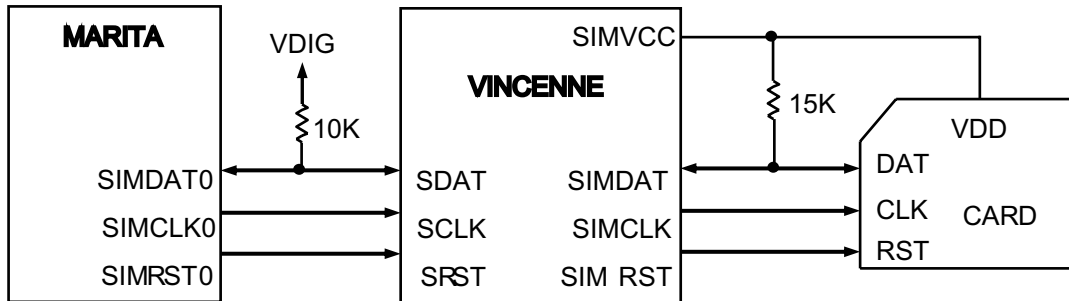 MARITA
VDIG
10K
SIMDAT0
SIMCLK0
SIMRST0
VINCENNE
SIMVCC
SDAT
SIMDAT
SCLK
SIMCLK
SRST
SIM RST
15K
VDD
DAT
CLK
CARD
RST